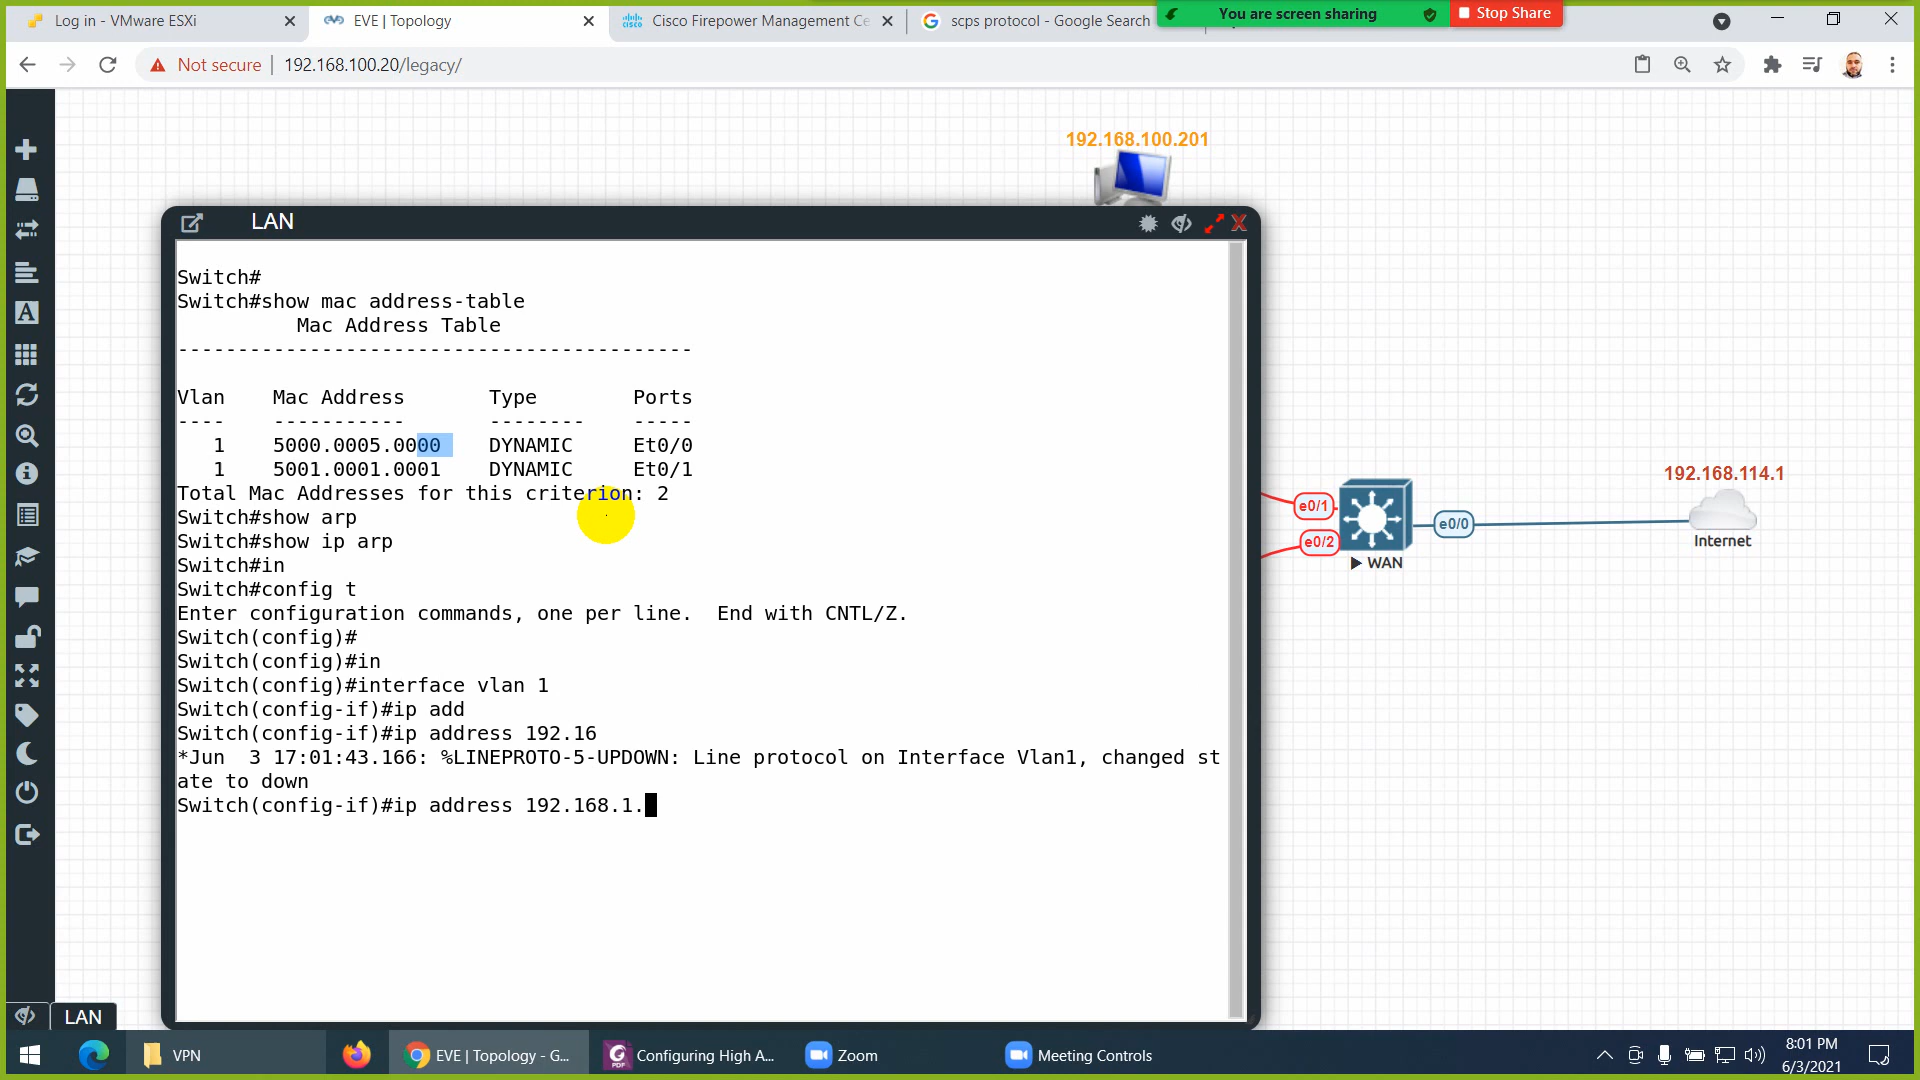 Log in - VMware ESXi
EVE | Topology
Cisco Firepower Management Ce
scps protocol - Google Search
You are screen sharing
Stop Share
Not secure
192.168.100.20/legacy/
192.168.100.201
LAN
Switch#
Switch#show mac address-table
Mac Address Table
-------------------------------------------
Vlan    Mac Address       Type        Ports
----    -----------       --------    -----
1    5000.0005.0000    DYNAMIC     Et0/0
1    5001.0001.0001    DYNAMIC     Et0/1
Total Mac Addresses for this criterion: 2
Switch#show arp
Switch#show ip arp
Switch#in
Switch#config t
Enter configuration commands, one per line.  End with CNTL/Z.
Switch(config)#
Switch(config)#in
Switch(config)#interface vlan 1
Switch(config-if)#ip add
Switch(config-if)#ip address 192.16
*Jun  3 17:01:43.166: %LINEPROTO-5-UPDOWN: Line protocol on Interface Vlan1, changed st
ate to down
Switch(config-if)#ip address 192.168.1.
e0/1
e0/2
WAN
e0/0
192.168.114.1
Internet
LAN
VPN
EVE | Topology - G...
Configuring High A...
Zoom
Meeting Controls
8:01 PM
6/3/2021